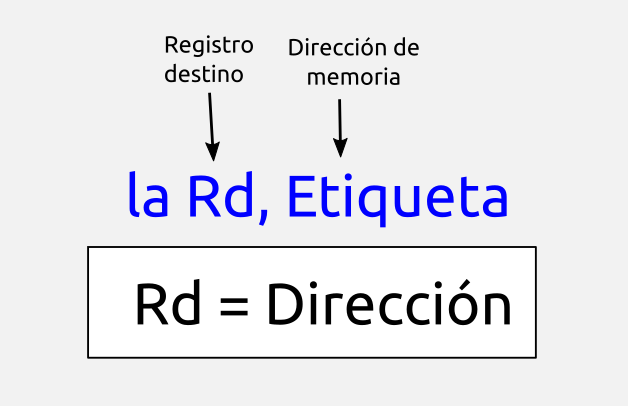 Registro
destino
Dirección de
memoria
la Rd, Etiqueta
Rd = Dirección